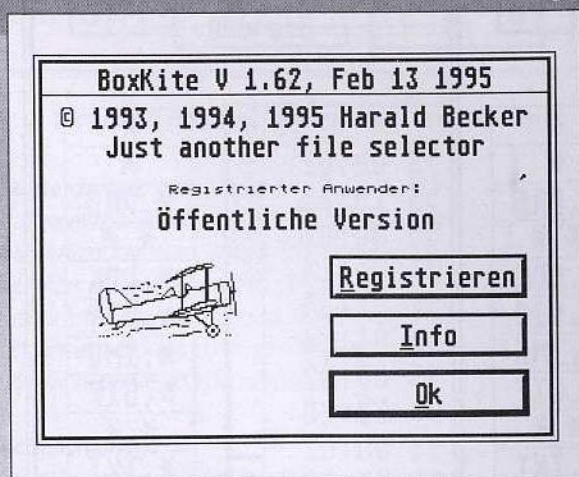 BoxKite V 1.62, Feb 13 1995
© 1993, 1994, 1995 Harald Becker
Just another file selector
Registrierter Anwender:
Öffentliche Version
Registrieren
Info
Ok